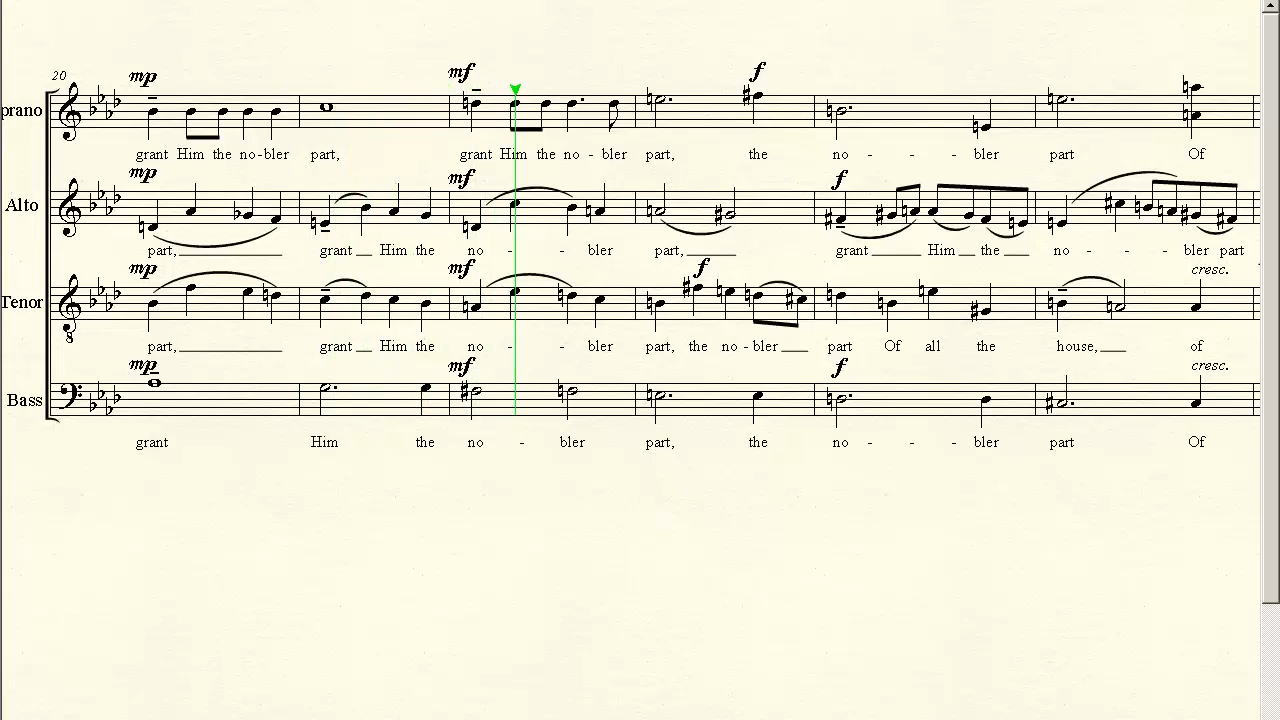 20
mp mf f
prano
grant Him the no-bler part, grant Him the no - bler part, the no - - - bler part Of
mp mf f
Alto
part, grant Him the no - - bler part, grant Him the no - - - bler part
mp mf f cresc.
Tenor
8
part, grant Him the no - - bler part, the no - bler part Of all the house, of
mp mf f cresc.
Bass
grant Him the no - bler part, the no - - - bler part Of